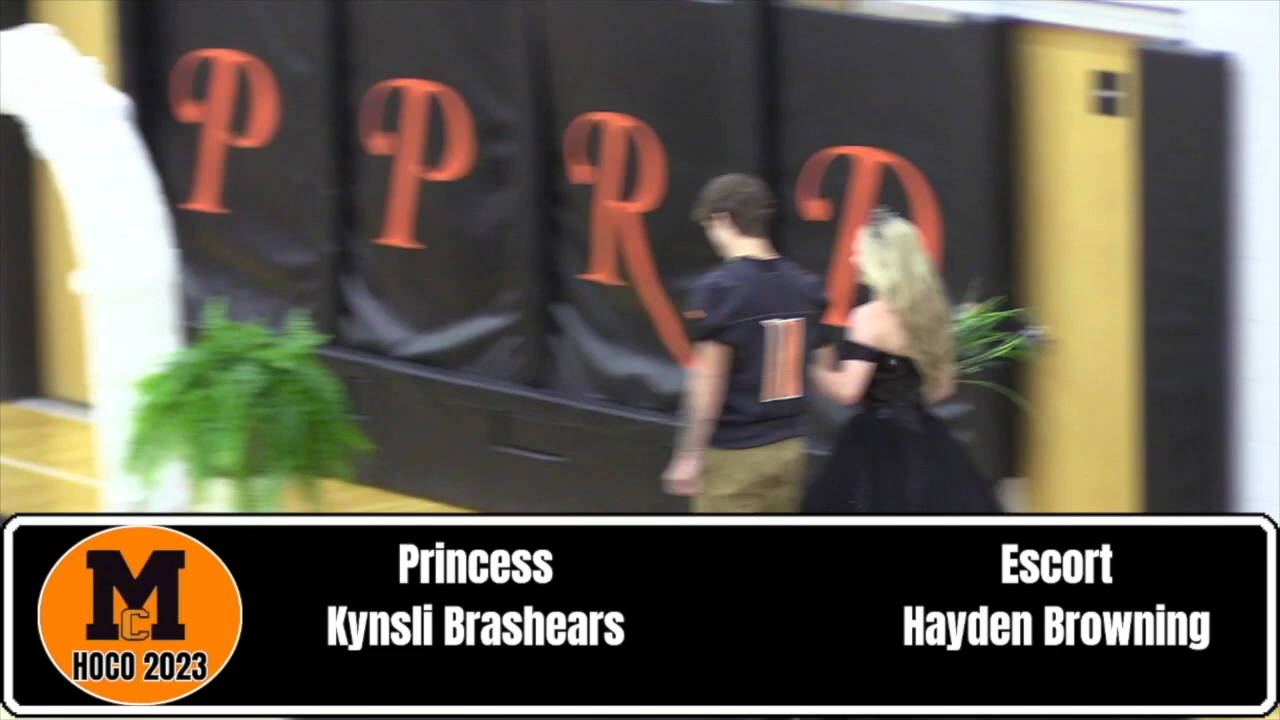 P P R D
11
Princess
Kynsli Brashears
Escort
Hayden Browning
MC
HOCO 2023